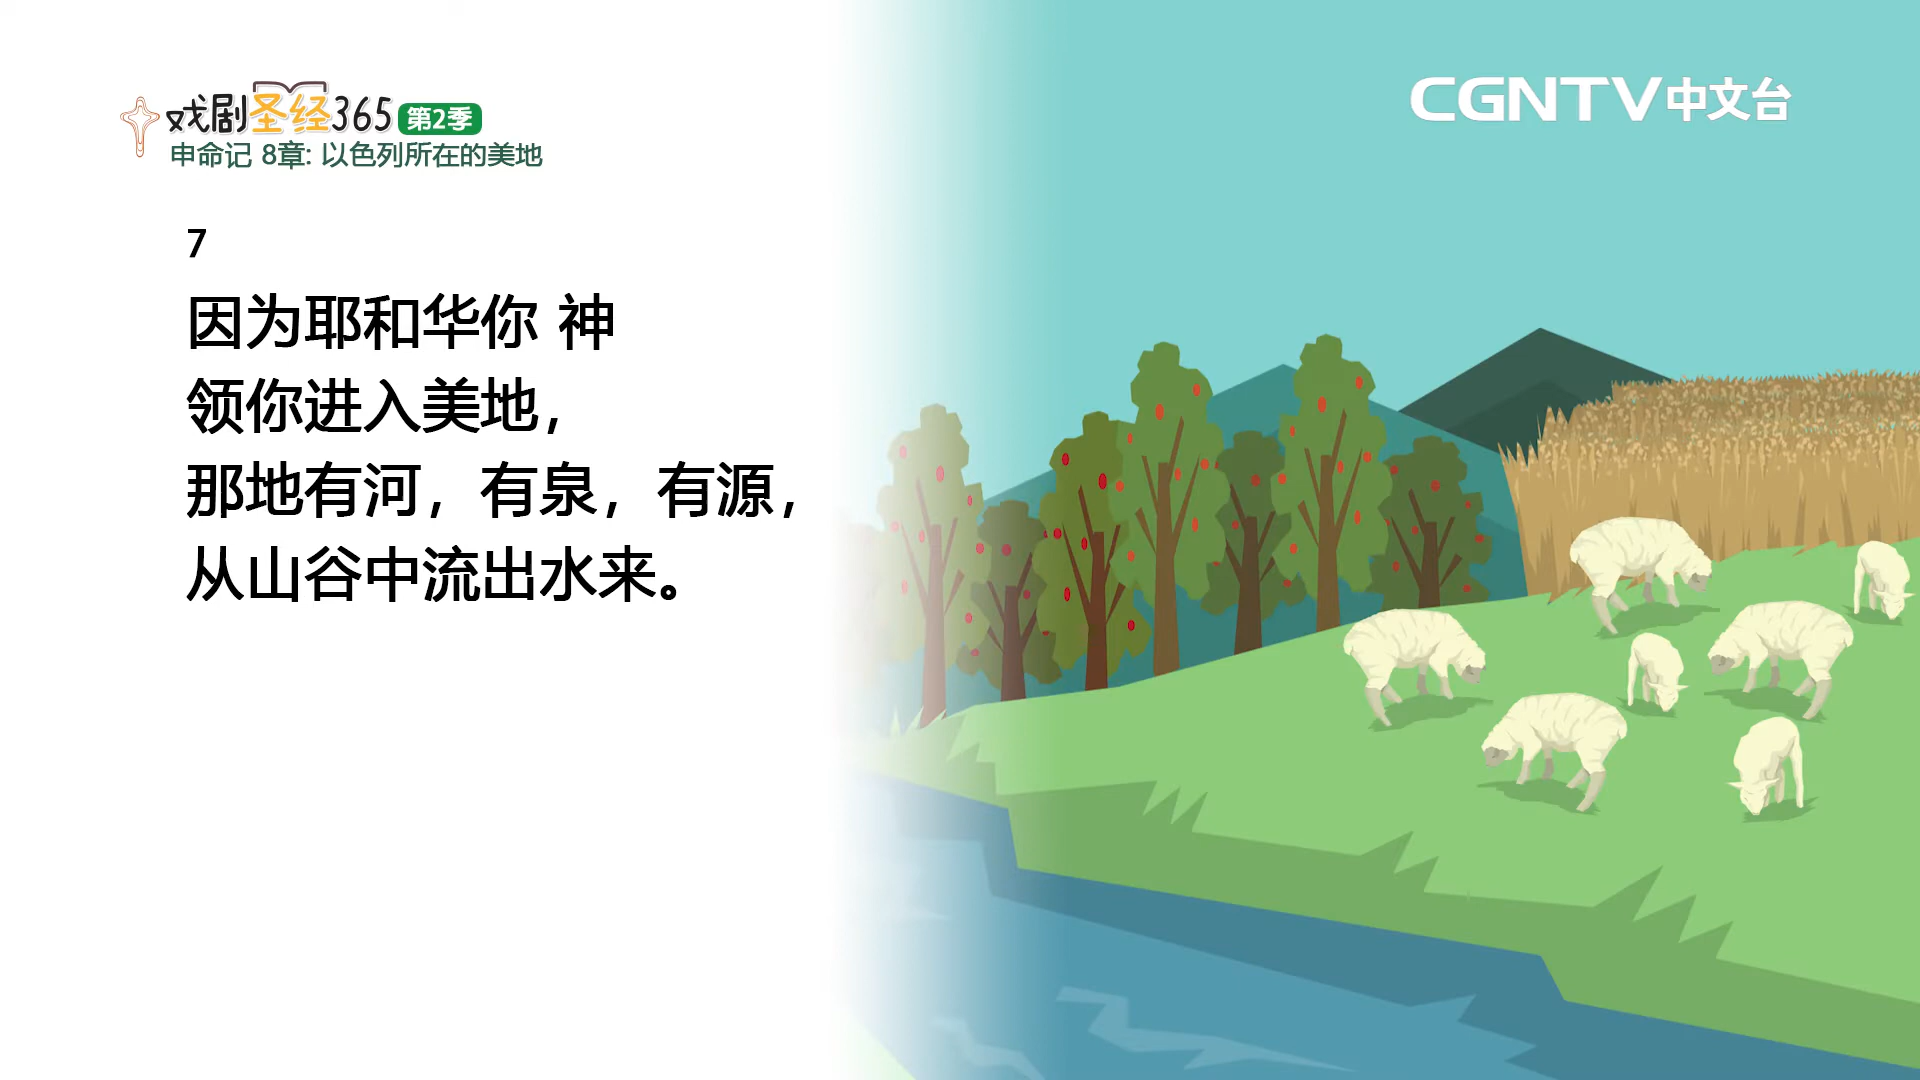 戏剧圣经365 第2季
申命记 8章: 以色列所在的美地
CGNTV中文台
7
因为耶和华你 神
领你进入美地，
那地有河，有泉，有源，
从山谷中流出水来。